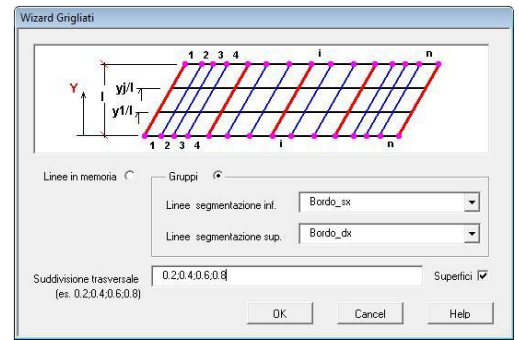 Wizard Grigliati
1 2 3 4 i n
Y l yj/l
y1/l
1 2 3 4 i n
Linee in memoria Gruppi
Linee segmentazione inf. Bordo_sx
Linee segmentazione sup. Bordo_dx
Suddivisione trasversale 0.2;0.4;0.6;0.8 Superfici
(es. 0.2;0.4;0.6;0.8)
OK Cancel Help